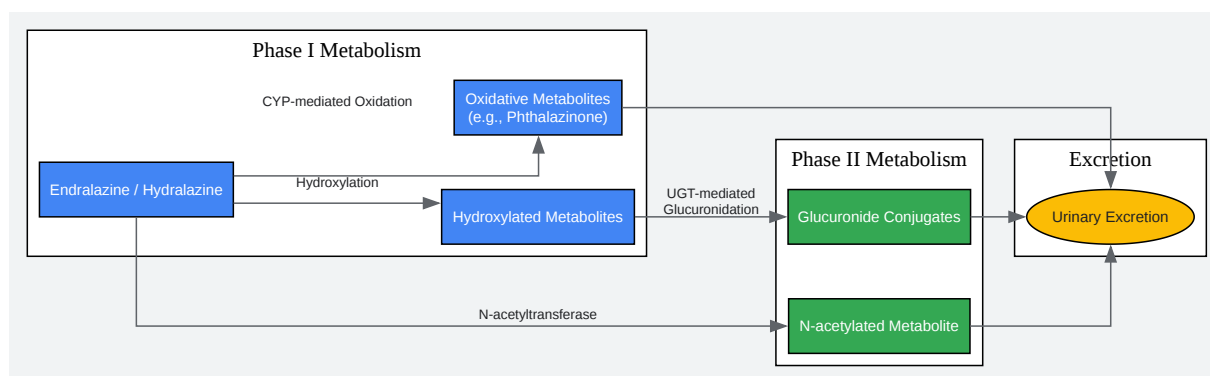 Phase I Metabolism
CYP-mediated Oxidation
Oxidative Metabolites
(e.g., Phthalazinone)
Endralazine / Hydralazine
Hydroxylation
Hydroxylated Metabolites
UGT-mediated
Glucuronidation
N-acetyltransferase
Phase II Metabolism
Glucuronide Conjugates
N-acetylated Metabolite
Excretion
Urinary Excretion